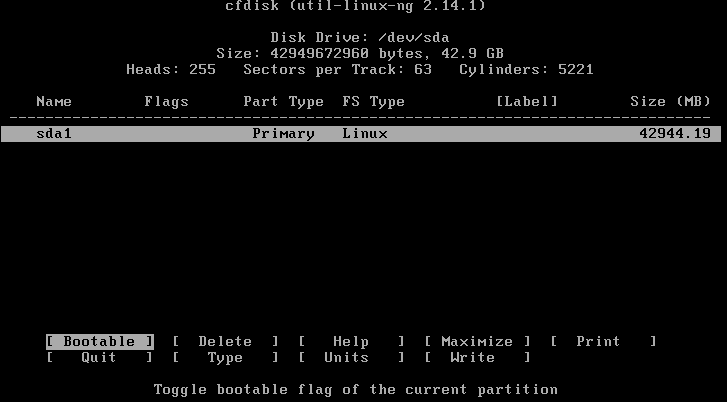 cfdisk (util-linux-ng 2.14.1)
Disk Drive: /dev/sda
Size: 42949672960 bytes, 42.9 GB
Heads: 255   Sectors per Track: 63   Cylinders: 5221
Name        Flags      Part Type  FS Type          [Label]        Size (MB)
------------------------------------------------------------------------------
sda1                    Primary   Linux                            42944.19
[ Bootable ]  [  Delete  ]  [   Help   ]  [ Maximize ]  [  Print   ]
[   Quit   ]  [   Type   ]  [  Units   ]  [  Write   ]
Toggle bootable flag of the current partition